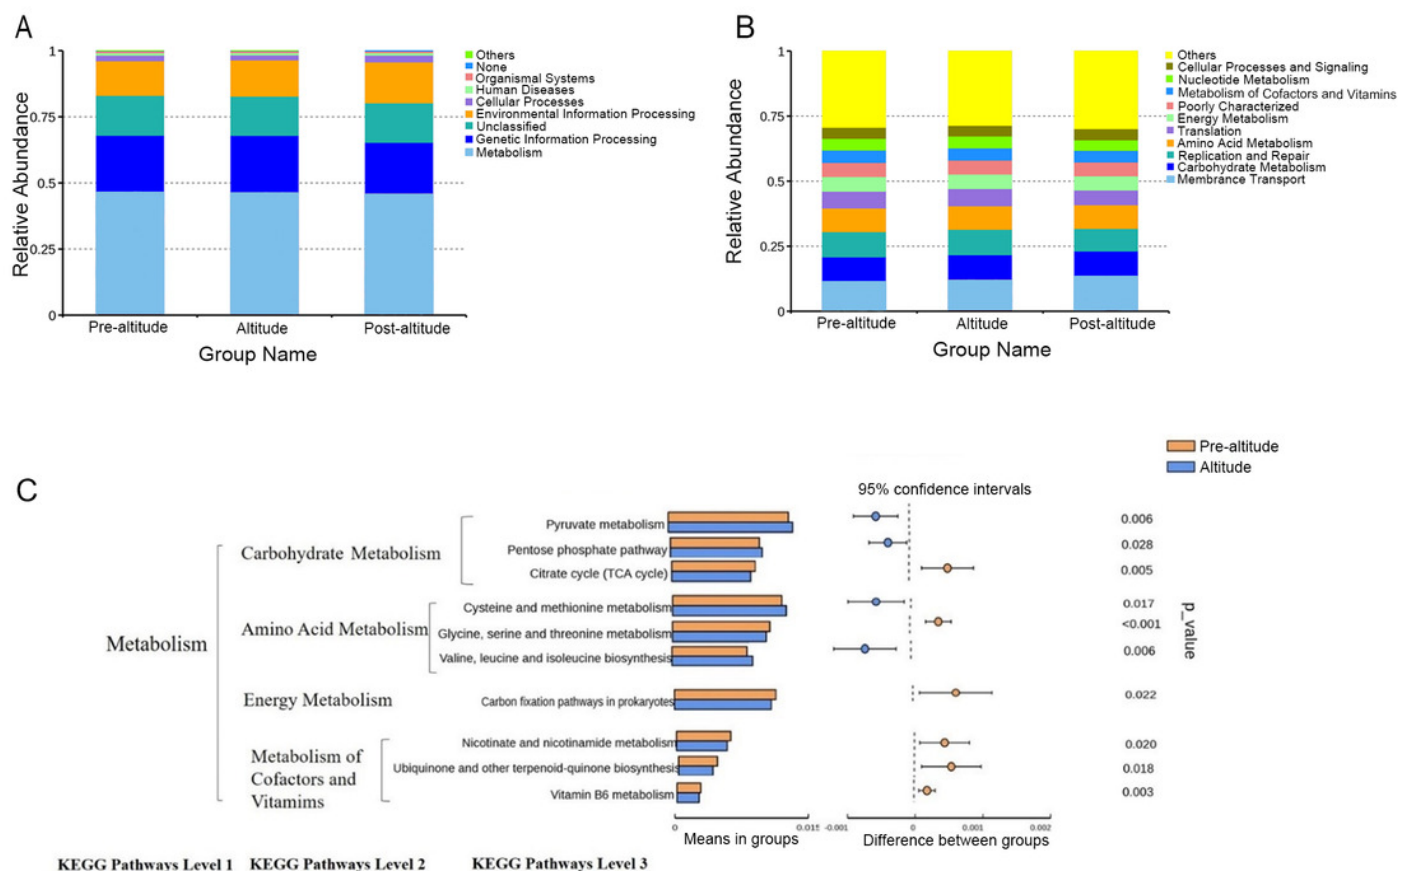 A
1
0.75
0.5
0.25
0
Relative Abundance
Pre-altitude
Altitude
Post-altitude
Group Name
Others
None
Organismal Systems
Human Diseases
Cellular Processes
Environmental Information Processing
Unclassified
Genetic Information Processing
Metabolism
B
1
0.75
0.5
0.25
0
Relative Abundance
Pre-altitude
Altitude
Post-altitude
Group Name
Others
Cellular Processes and Signaling
Nucleotide Metabolism
Metabolism of Cofactors and Vitamins
Poorly Characterized
Energy Metabolism
Translation
Amino Acid Metabolism
Replication and Repair
Carbohydrate Metabolism
Membrance Transport
C
Pre-altitude
Altitude
95% confidence intervals
Metabolism
Carbohydrate Metabolism
Pyruvate metabolism
0.006
Pentose phosphate pathway
0.028
Citrate cycle (TCA cycle)
0.005
Amino Acid Metabolism
Cysteine and methionine metabolism
0.017
Glycine, serine and threonine metabolism
<0.001
Valine, leucine and isoleucine biosynthesis
0.006
p_value
Energy Metabolism
Carbon fixation pathways in prokaryotes
0.022
Metabolism of
Cofactors and
Vitamims
Nicotinate and nicotinamide metabolism
0.020
Ubiquinone and other terpenoid-quinone biosynthesis
0.018
Vitamin B6 metabolism
0.003
0
0.015
Means in groups
-0.001
0
0.001
0.002
Difference between groups
KEGG Pathways Level 1
KEGG Pathways Level 2
KEGG Pathways Level 3